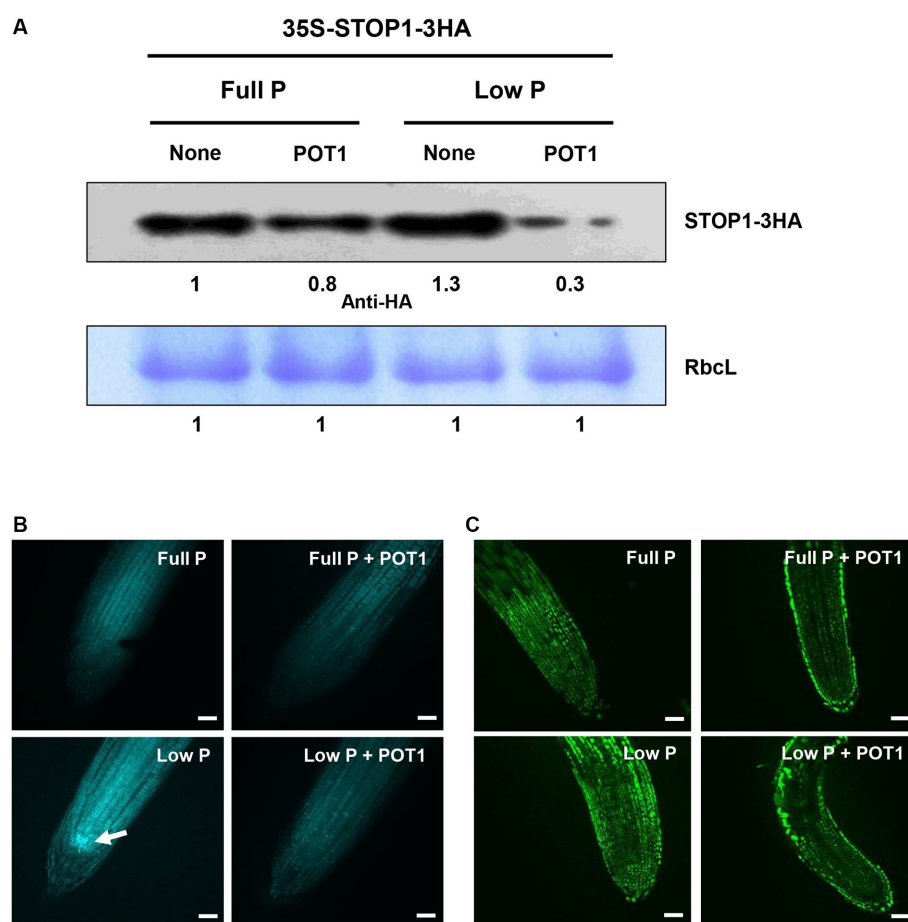 A
35S-STOP1-3HA
Full P Low P
None POT1 None POT1
STOP1-3HA
1 0.8 1.3 0.3
Anti-HA
RbcL
1 1 1 1
B
Full P Full P + POT1
Low P Low P + POT1
C
Full P Full P + POT1
Low P Low P + POT1